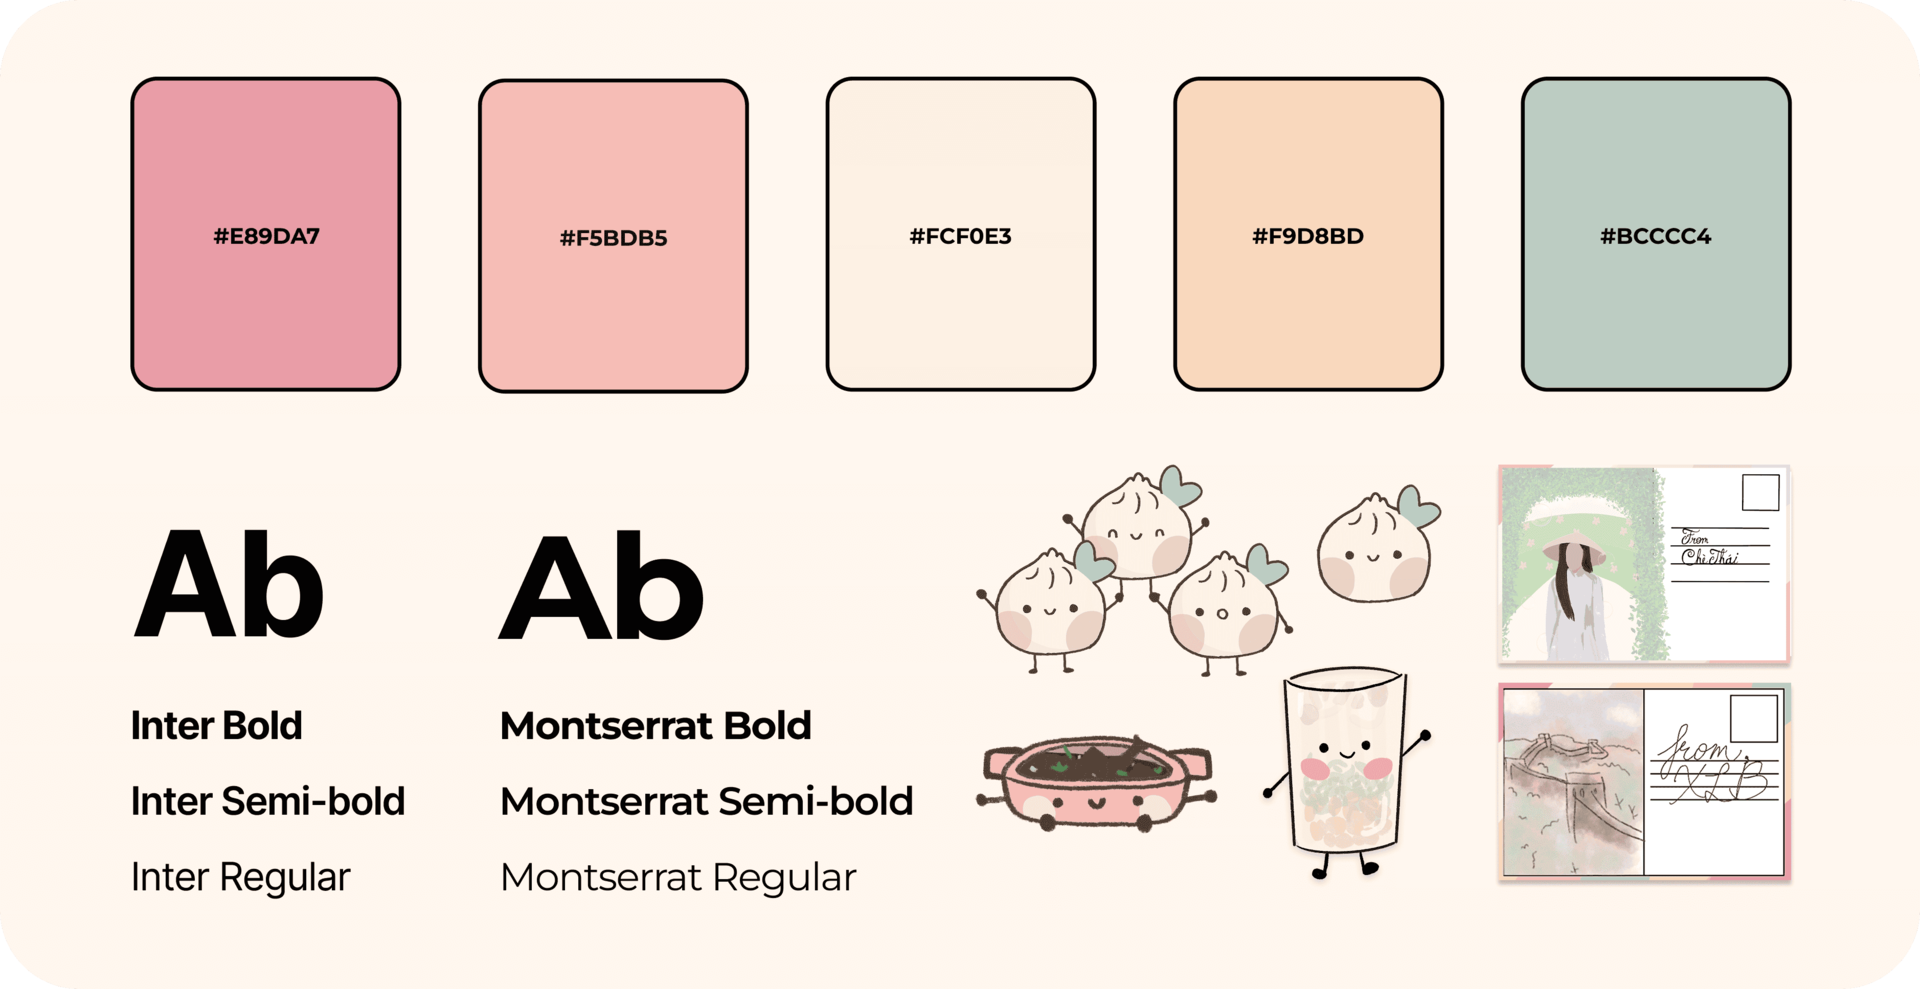 #E89DA7
#F5BDB5
#FCF0E3
#F9D8BD
#BCCCC4
Ab
Ab
Inter Bold
Inter Semi-bold
Inter Regular
Montserrat Bold
Montserrat Semi-bold
Montserrat Regular
From
Chè Thái
from,
XLB